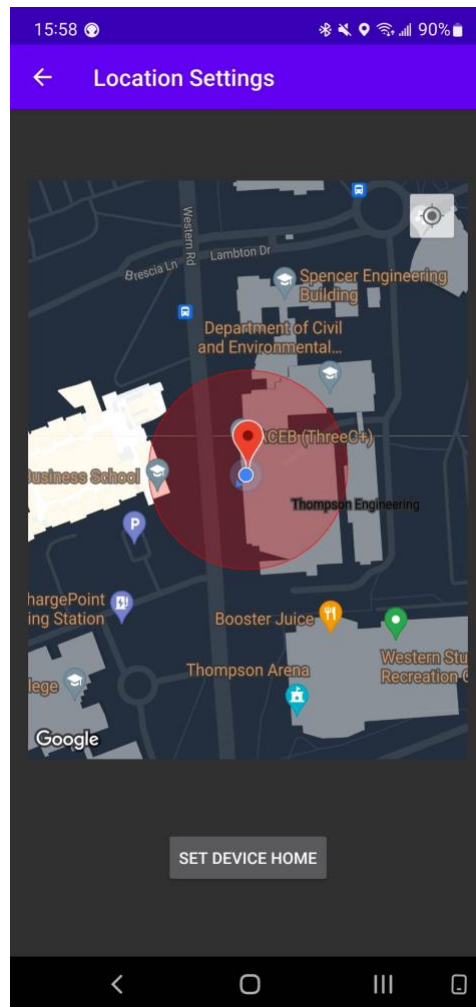 15:58
90%
Location Settings
Western Rd
Lambton Dr
Brescia Ln
Spencer Engineering
Building
Department of Civil
and Environmental...
ACEB (ThreeC+)
Business School
Thompson Engineering
P
hargePoint
ing Station
Booster Juice
Western Stu
Recreation C
Thompson Arena
lege
Google
SET DEVICE HOME